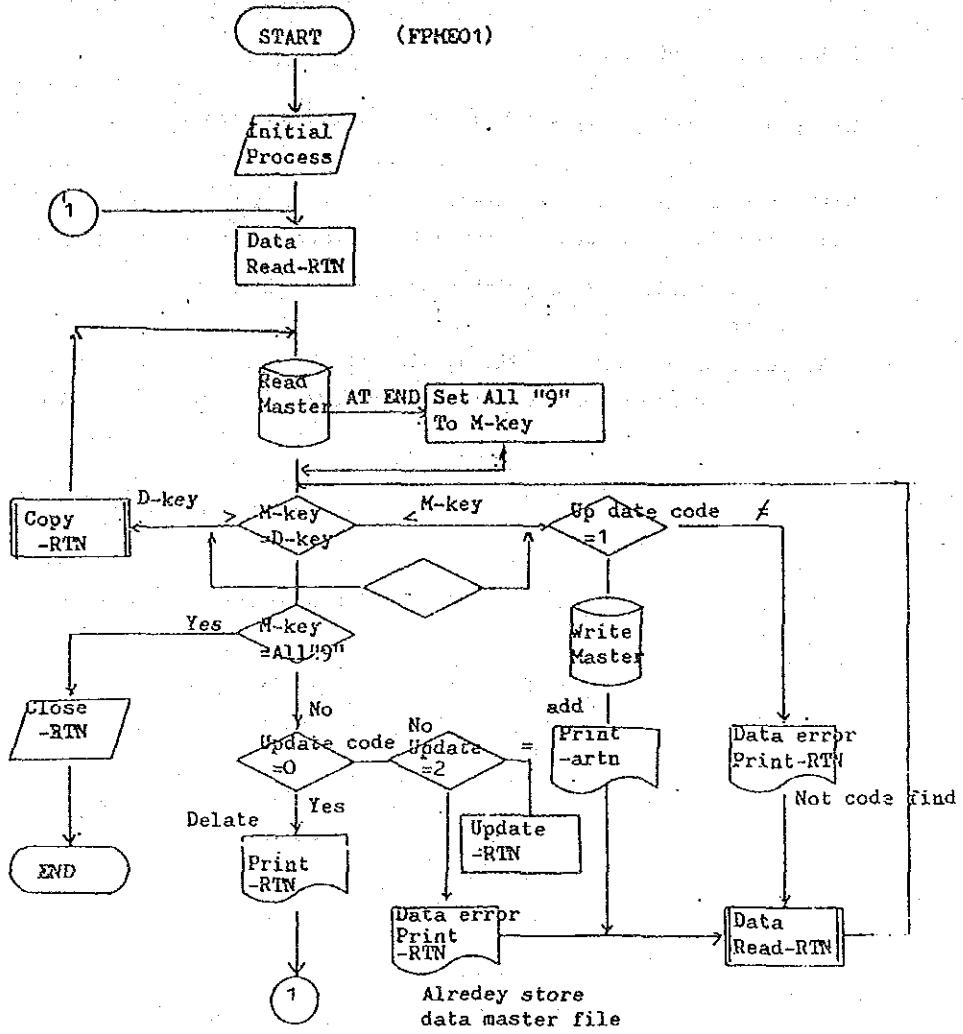 START
(FPME01)
Initial
Process
1
Data
Read-RTN
Read
Master
AT END
Set All "9"
To M-key
D-key
>
M-key
=D-key
<
M-key
Up date code
=1
≠
Copy
-RTN
Yes
M-key
=All"9"
Write
Master
Close
-RTN
No
add
Update code
=0
No
Update
=2
=
Print
-artn
Data error
Print-RTN
Not code find
Delate
Yes
Update
-RTN
END
Print
-RTN
Data error
Print
-RTN
Data
Read-RTN
1
Alredey store
data master file